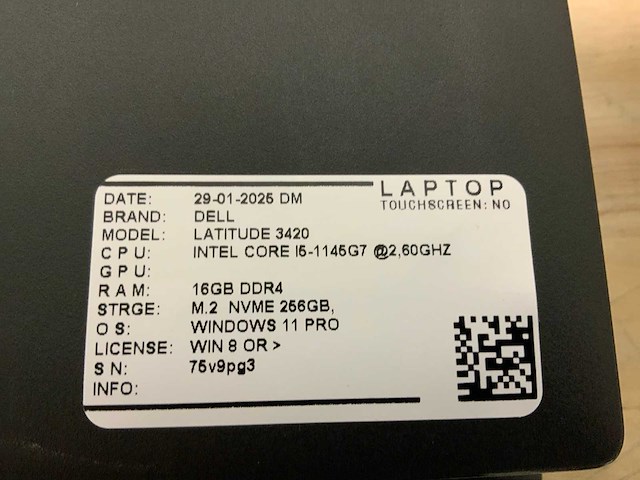 LAPTOP
TOUCHSCREEN: NO
DATE: 29-01-2025 DM
BRAND: DELL
MODEL: LATITUDE 3420
CPU: INTEL CORE I5-1145G7 @2,60GHZ
GPU:
RAM: 16GB DDR4
STRGE: M.2 NVME 256GB,
OS: WINDOWS 11 PRO
LICENSE: WIN 8 OR >
SN: 75v9pg3
INFO: